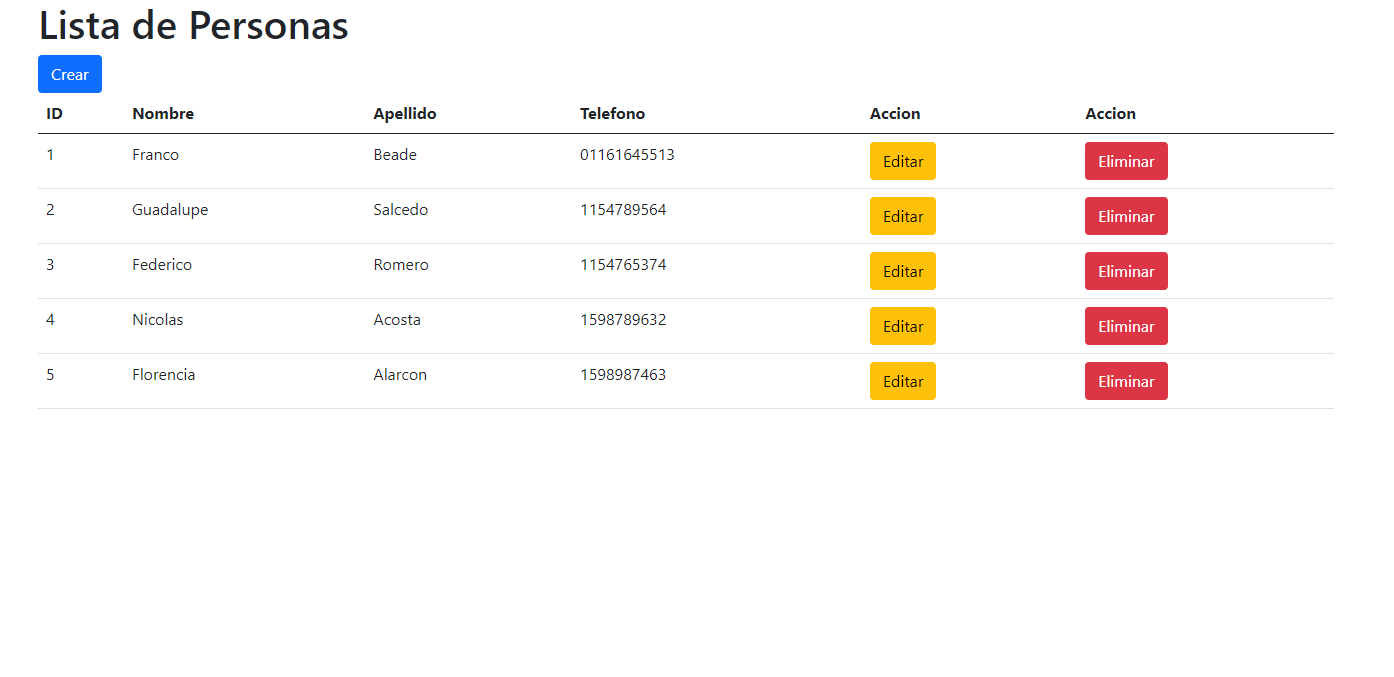 Lista de Personas
Crear
ID Nombre Apellido Telefono Accion Accion
1 Franco Beade 01161645513 Editar Eliminar
2 Guadalupe Salcedo 1154789564 Editar Eliminar
3 Federico Romero 1154765374 Editar Eliminar
4 Nicolas Acosta 1598789632 Editar Eliminar
5 Florencia Alarcon 1598987463 Editar Eliminar